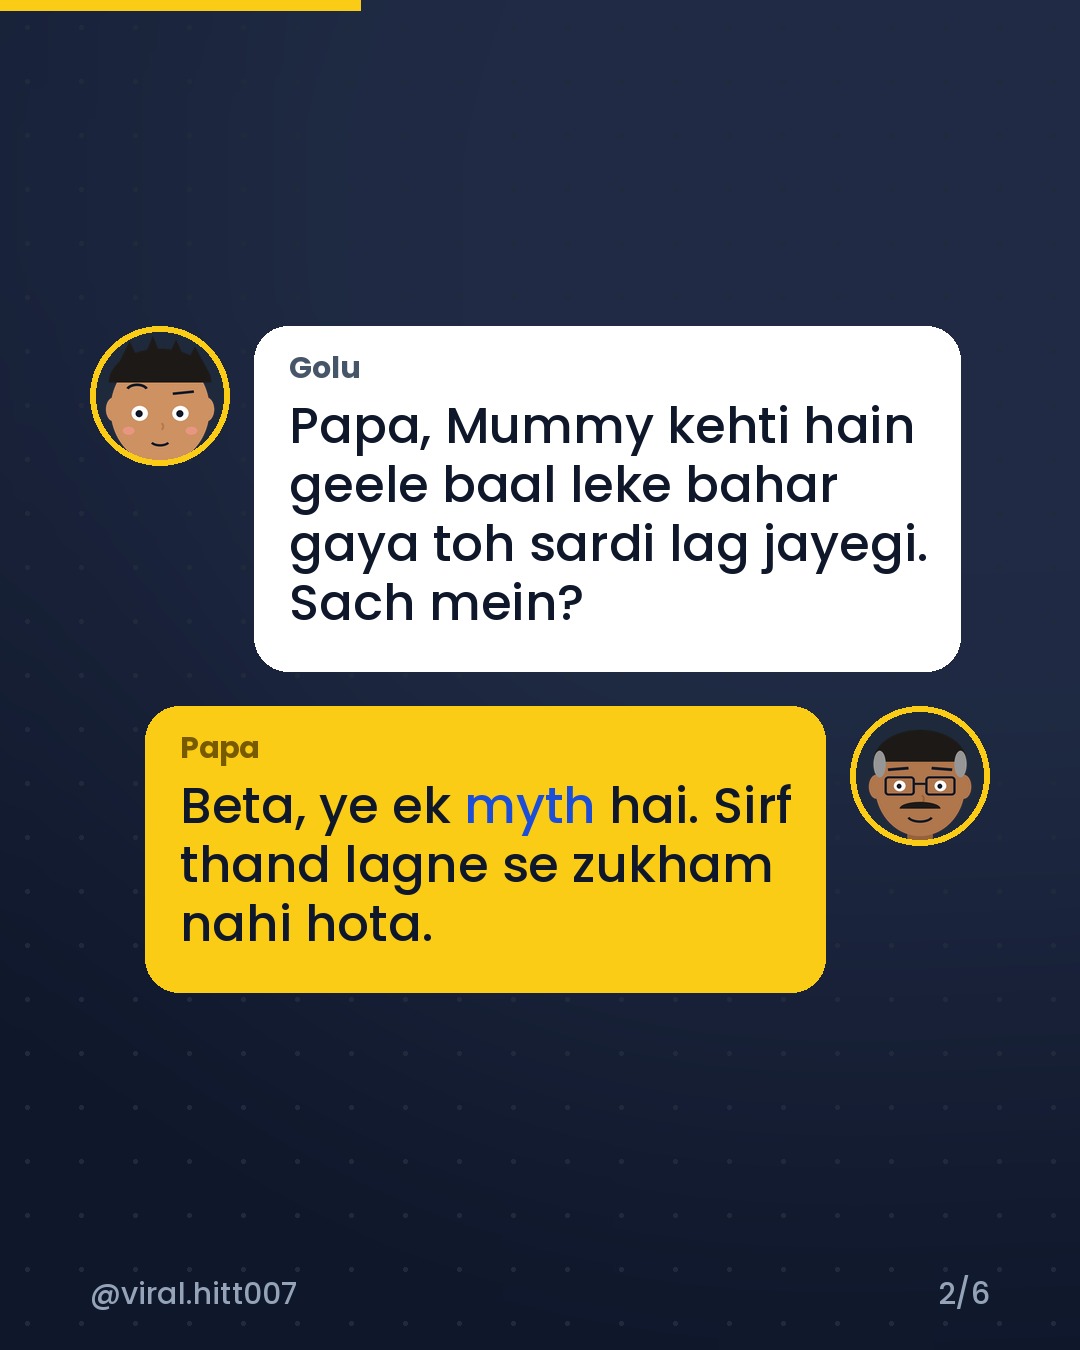 Golu
Papa, Mummy kehti hain
geele baal leke bahar
gaya toh sardi lag jayegi.
Sach mein?
Papa
Beta, ye ek myth hai. Sirf
thand lagne se zukham
nahi hota.
@viral.hitt007
2/6